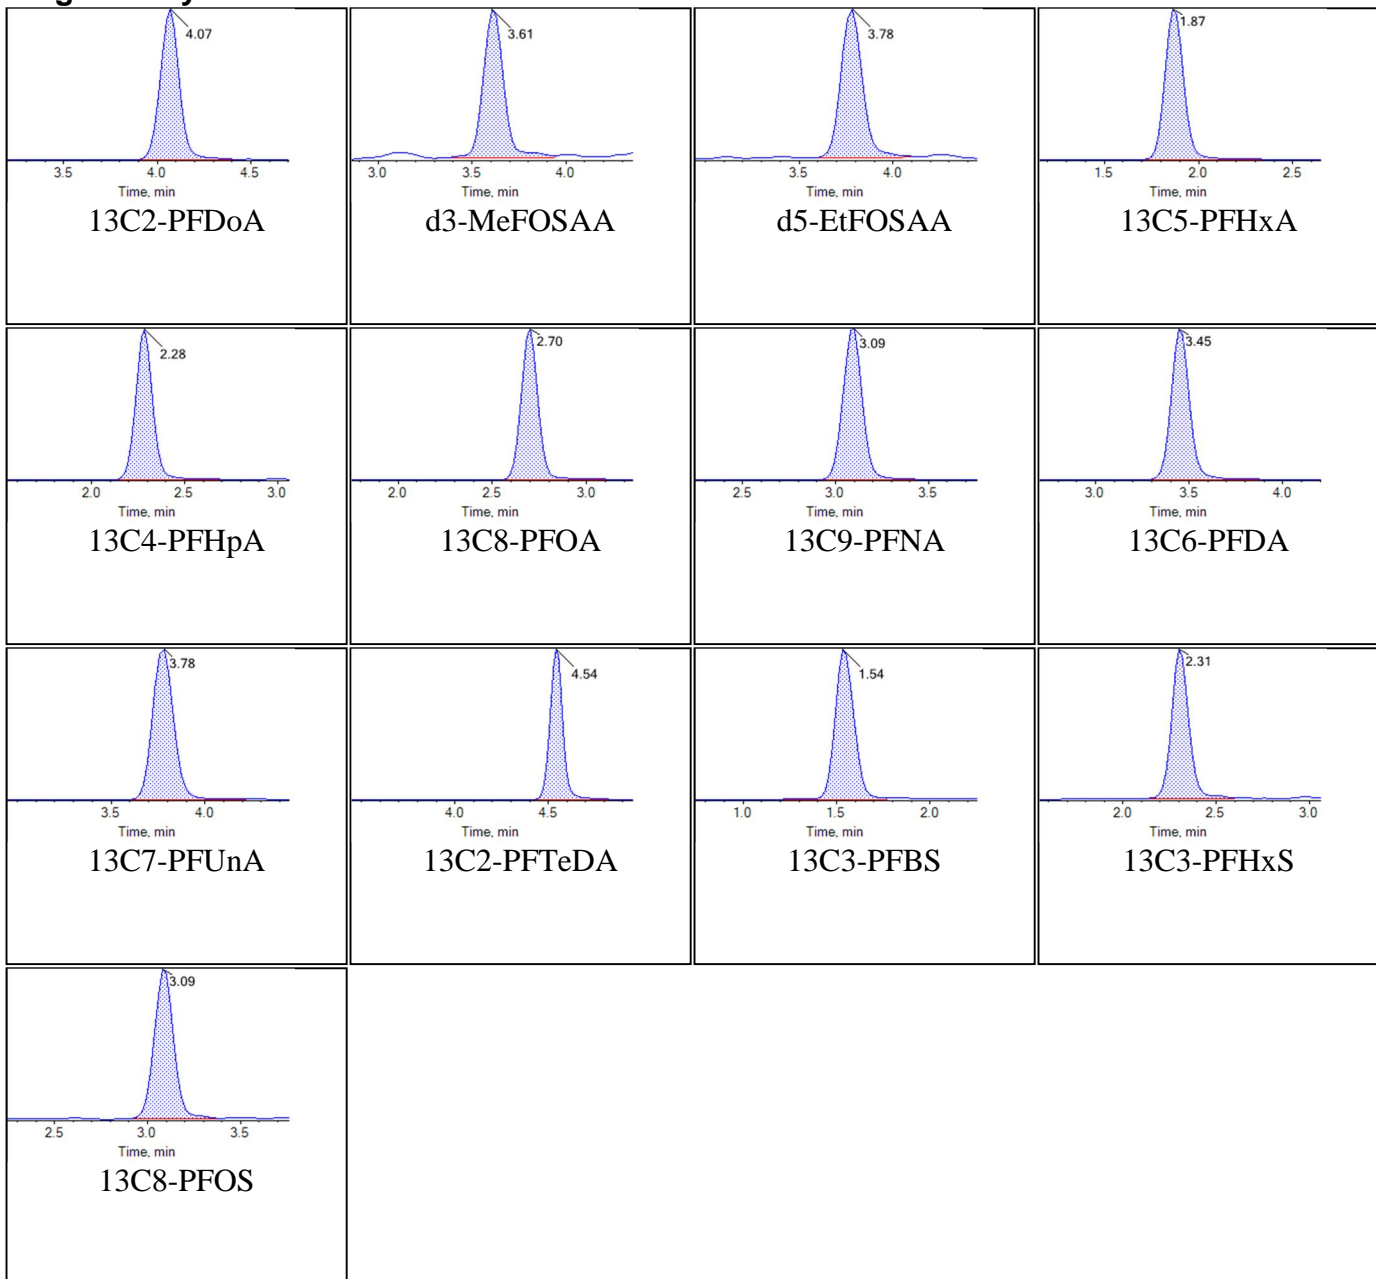 4.07
3.5 4.0 4.5
Time, min
13C2-PFDoA
3.61
3.0 3.5 4.0
Time, min
d3-MeFOSAA
3.78
3.5 4.0
Time, min
d5-EtFOSAA
1.87
1.5 2.0 2.5
Time, min
13C5-PFHxA
2.28
2.0 2.5 3.0
Time, min
13C4-PFHpA
2.70
2.0 2.5 3.0
Time, min
13C8-PFOA
3.09
2.5 3.0 3.5
Time, min
13C9-PFNA
3.45
3.0 3.5 4.0
Time, min
13C6-PFDA
3.78
3.5 4.0
Time, min
13C7-PFUnA
4.54
4.0 4.5
Time, min
13C2-PFTeDA
1.54
1.0 1.5 2.0
Time, min
13C3-PFBS
2.31
2.0 2.5 3.0
Time, min
13C3-PFHxS
3.09
2.5 3.0 3.5
Time, min
13C8-PFOS